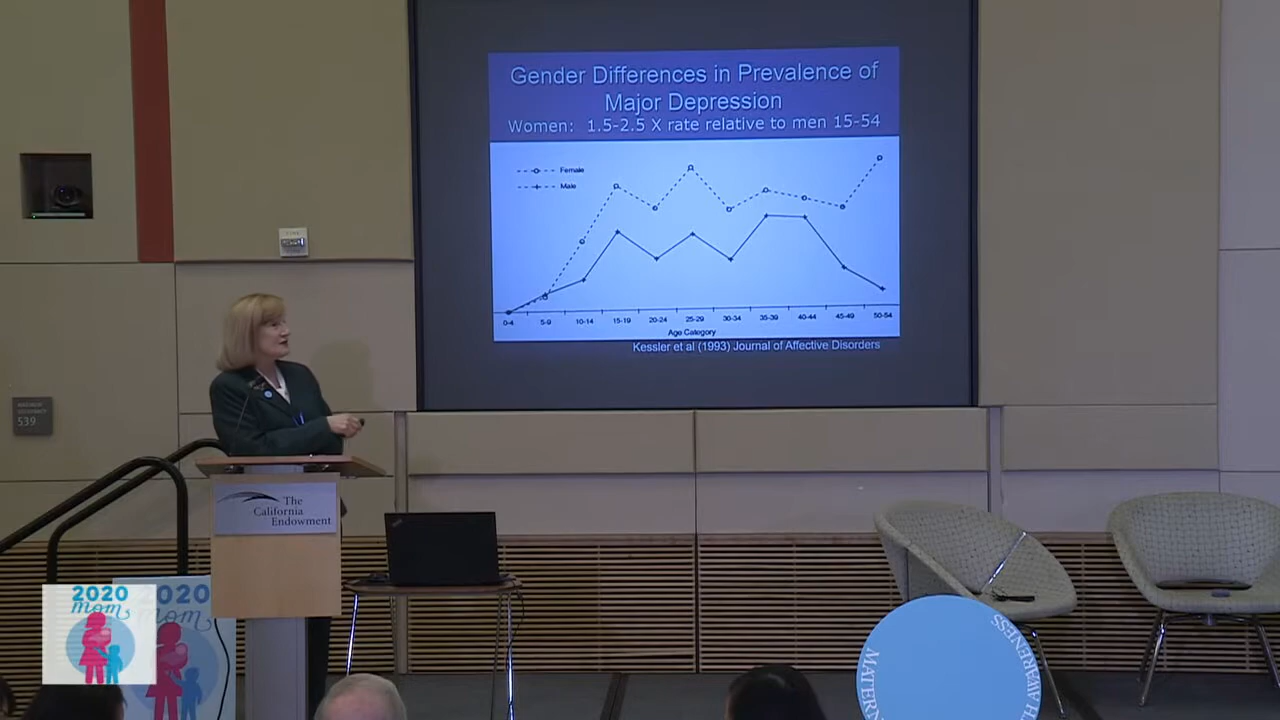 Gender Differences in Prevalence of
Major Depression
Women: 1.5-2.5 X rate relative to men 15-54
Female
Male
0-4 5-9 10-14 15-19 20-24 25-29 30-34 35-39 40-44 45-49 50-54
Age Category
Kessler et al (1993) Journal of Affective Disorders
539
The
California
Endowment
2020
mom
2020
mom
MATERN
TH AWARENESS